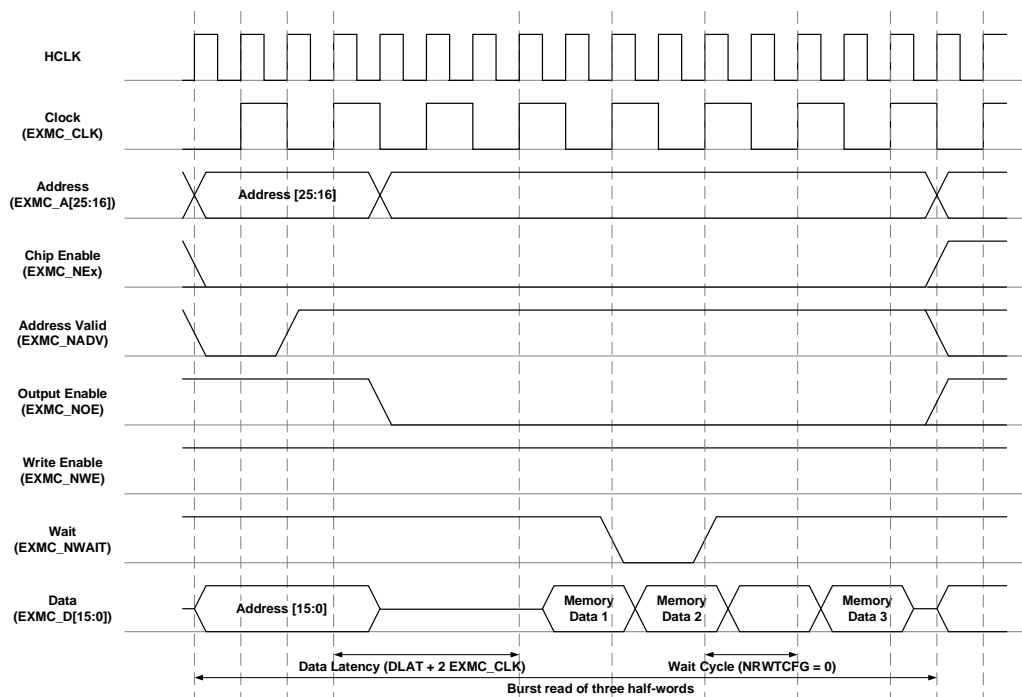 HCLK
Clock
(EXMC_CLK)
Address
(EXMC_A[25:16])
Address [25:16]
Chip Enable
(EXMC_NEx)
Address Valid
(EXMC_NADV)
Output Enable
(EXMC_NOE)
Write Enable
(EXMC_NWE)
Wait
(EXMC_NWAIT)
Data
(EXMC_D[15:0])
Address [15:0]
Memory
Data 1
Memory
Data 2
Memory
Data 3
Data Latency (DLAT + 2 EXMC_CLK)
Wait Cycle (NRWTCFG = 0)
Burst read of three half-words